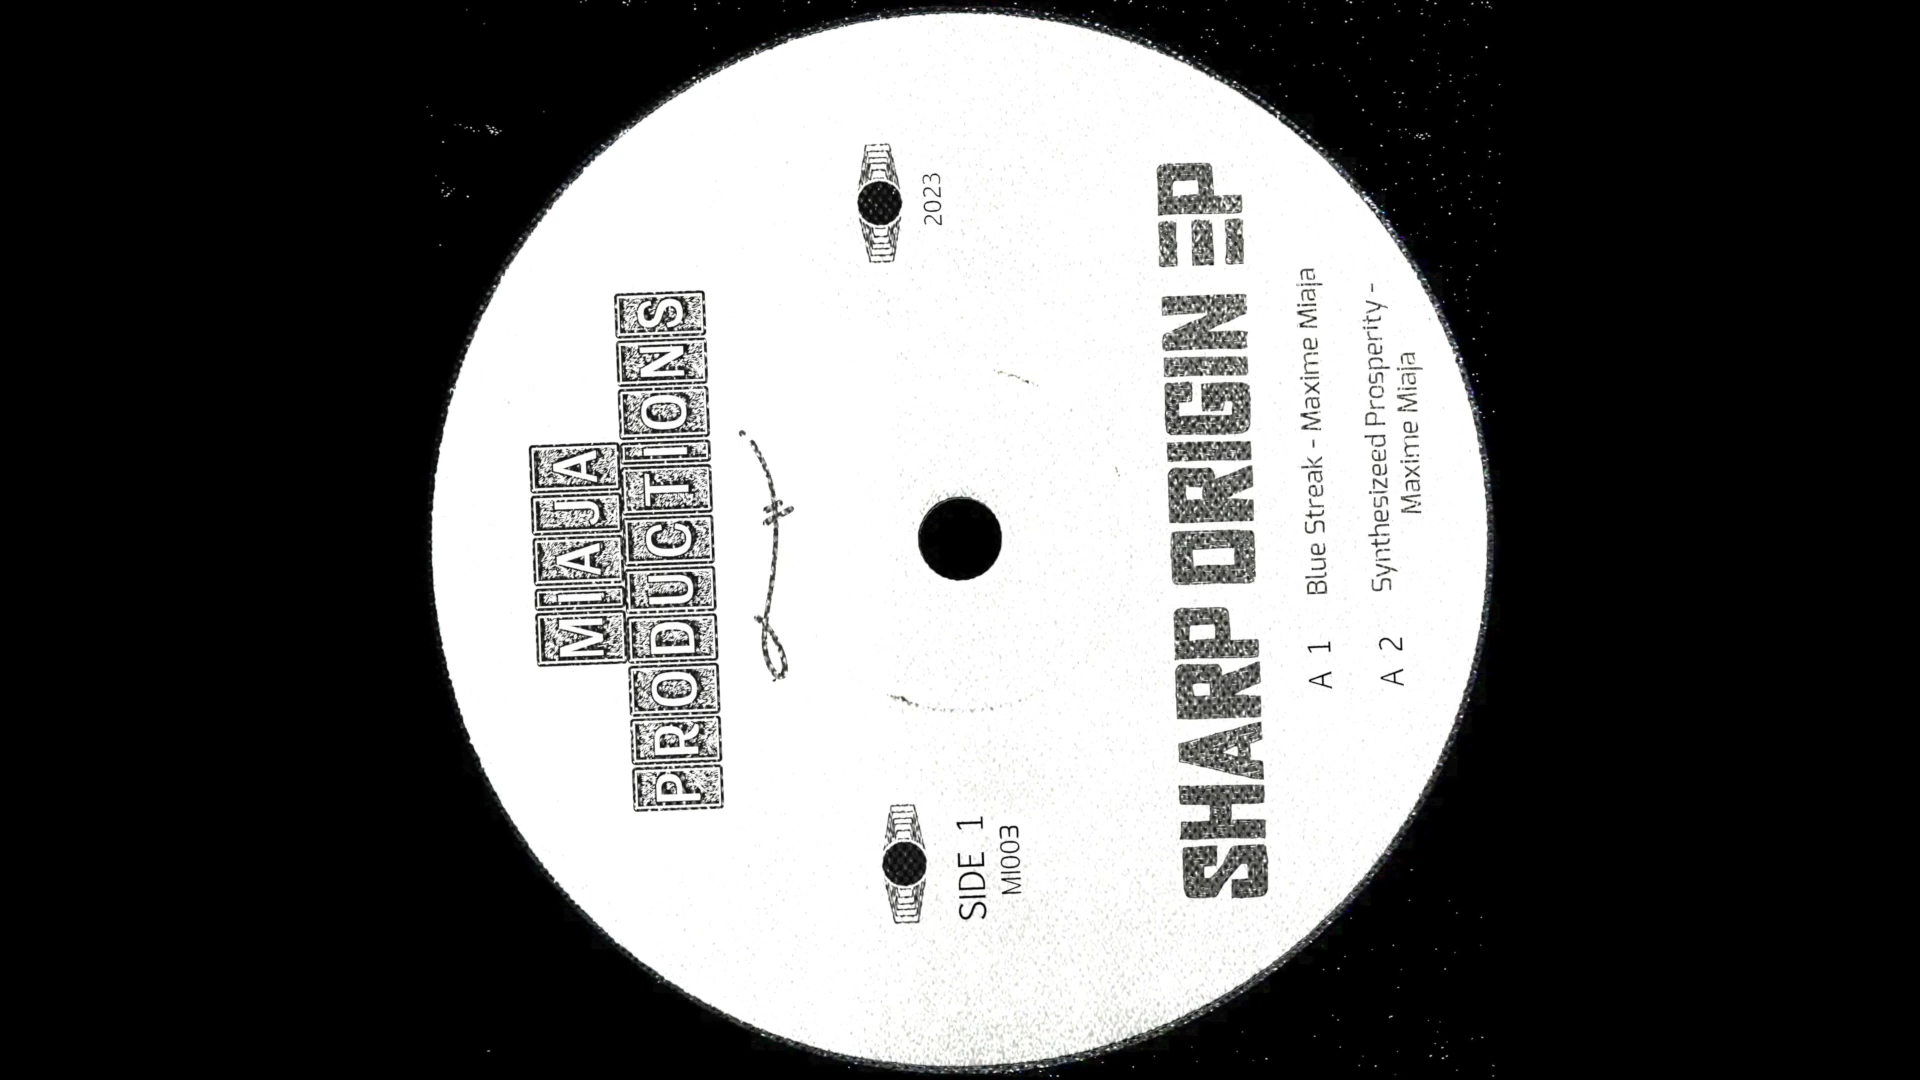 MIAJA
PRODUCTIONS
2023
SIDE 1
MI003
SHARP ORIGIN EP
A 1 Blue Streak - Maxime Miaja
A 2 Synthesizeed Prosperity -
Maxime Miaja